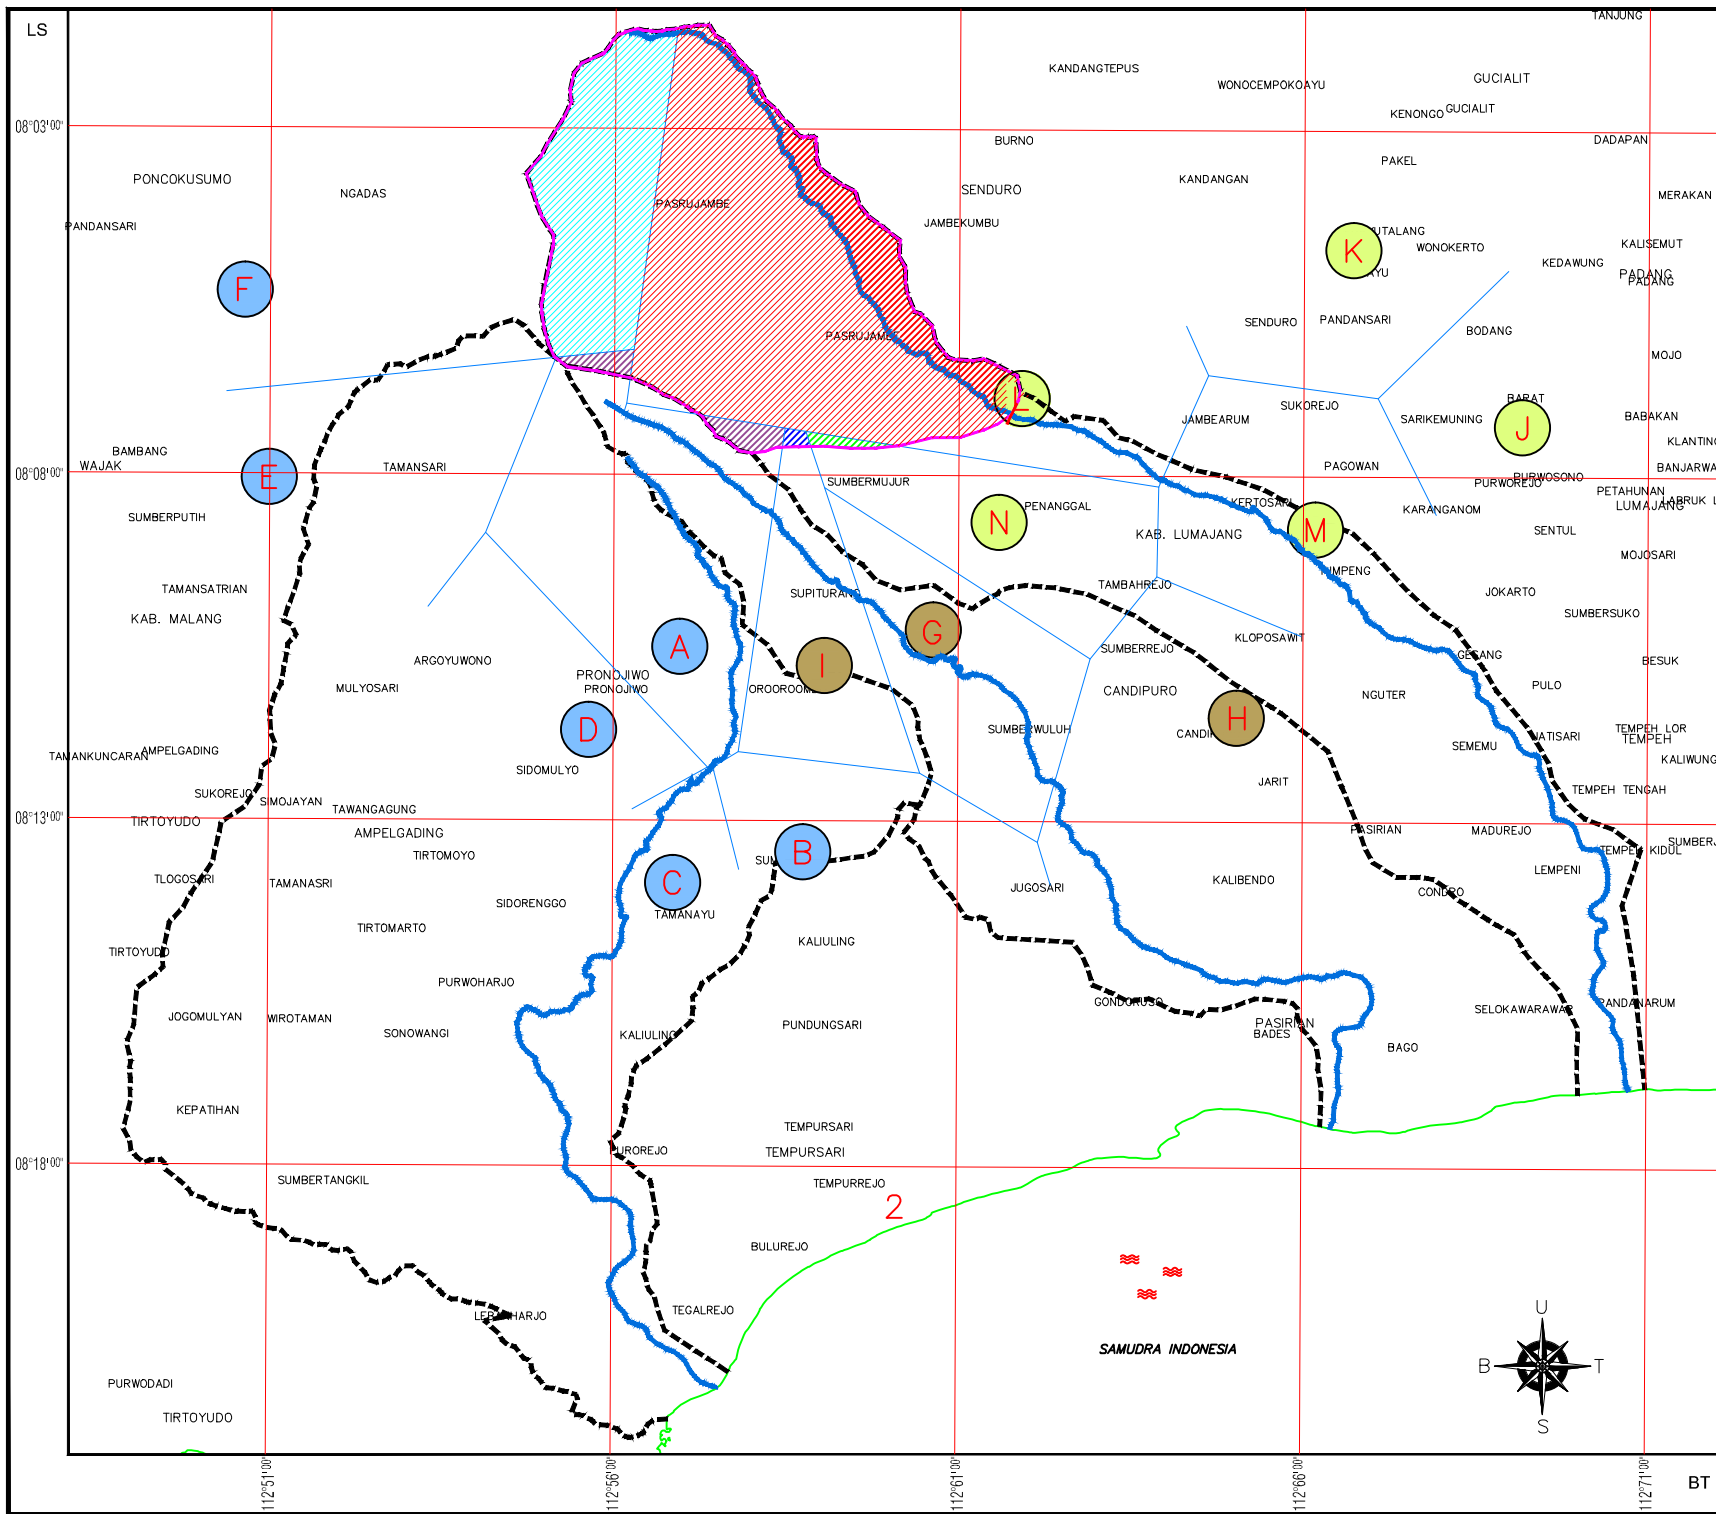 LS
TANJUNG
KANDANGTEPUS
GUCIALIT
WONOCEMPOKOAYU
GUCIALIT
KENONGO
08°03'00"
BURNO
DADAPAN
PAKEL
PONCOKUSUMO
KANDANGAN
NGADAS
SENDURO
MERAKAN
PASRUJAMBE
PANDANSARI
JAMBEKUMBU
K
WONOKERTO
KALISEMUT
KEDAWUNG
PADANG
PADANG
F
SENDURO
PANDANSARI
BODANG
PASRUJAMBE
MOJO
L
BARAT
SUKOREJO
JAMBEARUM
SARIKEMUNING
BABAKAN
J
KLANTING
BAMBANG
WAJAK
TAMANSARI
PAGOWAN
BANJARWA
08°08'00"
E
SUMBERMUJUR
PURWOSONO
PURWOREJO
PETAHUNAN
PENANGGAL
KERTOSARI
KARANGANOM
LABRUK L
LUMAJANG
SUMBERPUTIH
N
M
KAB. LUMAJANG
SENTUL
MOJOSARI
TAMANSATRIAN
SUPITURANG
TAMBAHREJO
JOKARTO
KAB. MALANG
SUMBERSUKO
A
G
KLOPOSAWIT
SUMBERREJO
GESANG
ARGOYUWONO
I
BESUK
PRONOJIWO
PRONOJIWO
MULYOSARI
CANDIPURO
NGUTER
PULO
D
SUMBERWULUH
H
TEMPEH LOR
TEMPEH
JATISARI
SEMEMU
AMPELGADING
TAMANKUNCARAN
KALIWUNG
SIDOMULYO
JARIT
TEMPEH TENGAH
SUKOREJO
SIMOJAYAN
TAWANGAGUNG
08°13'00"
TIRTOYUDO
AMPELGADING
PASIRIAN
MADUREJO
SUMBERJ
TIRTOMOYO
B
TEMPEH KIDUL
LEMPENI
TLOGOSARI
TAMANASRI
C
JUGOSARI
KALIBENDO
CONDRO
SIDORENGGO
TAMANAYU
TIRTOMARTO
KALIULING
TIRTOYUDO
PURWOHARJO
GONDORUSO
PANDANARUM
SELOKAWARAWAR
JOGOMULYAN
WIROTAMAN
PUNDUNGSARI
PASIRIAN
SONOWANGI
KALIULING
BADES
BAGO
KEPATIHAN
TEMPURSARI
TEMPURSARI
08°18'00"
SUMBERTANGKIL
TEMPURREJO
2
BULUREJO
TEGALREJO
U
SAMUDRA INDONESIA
B
T
PURWODADI
TIRTOYUDO
S
112°51'00"
112°56'00"
112°61'00"
112°66'00"
112°71'00"
BT